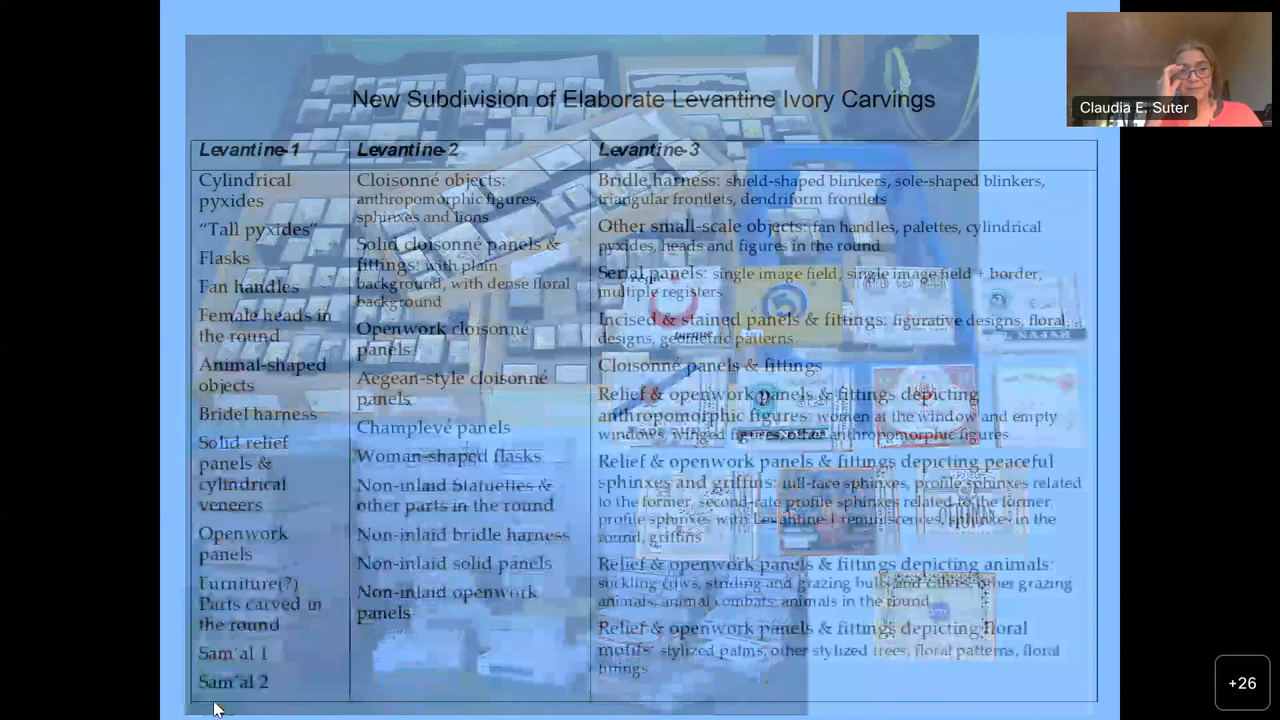 New Subdivision of Elaborate Levantine Ivory Carvings
Levantine-1
Cylindrical
pyxides
“Tall pyxides”
Flasks
Fan handles
Female heads in
the round
Animal-shaped
objects
Bridel harness
Solid relief
panels &
cylindrical
veneers
Openwork
panels
Furniture(?)
Parts carved in
the round
Sam’al 1
Sam’al 2
Levantine-2
Cloisonné objects:
anthropomorphic figures,
sphinxes and lions
Solid cloisonné panels &
fittings: with plain
background, with dense floral
background
Openwork cloisonné
panels
Aegean-style cloisonné
panels
Champlevé panels
Woman-shaped flasks
Non-inlaid Statuettes &
other parts in the round
Non-inlaid bridle harness
Non-inlaid solid panels
Non-inlaid openwork
panels
Levantine-3
Bridle harness: shield-shaped blinkers, sole-shaped blinkers,
triangular frontlets, dendriform frontlets
Other small-scale objects: fan handles, palettes, cylindrical
pyxides, heads and figures in the round
Serial panels: single image field, single image field + border,
multiple registers
Incised & stained panels & fittings: figurative designs, floral
designs, geometric patterns
Cloisonné panels & fittings
Relief & openwork panels & fittings depicting
anthropomorphic figures: women at the window and empty
windows, winged figures, other anthropomorphic figures
Relief & openwork panels & fittings depicting peaceful
sphinxes and griffins: full-face sphinxes, profile sphinxes related
to the former, second-rate profile sphinxes related to the former,
profile sphinxes with Levantine-1 reminiscences, sphinxes in the
round, griffins
Relief & openwork panels & fittings depicting animals:
suckling cows, striding and grazing bulls and calves, other grazing
animals, animal combats, animals in the round
Relief & openwork panels & fittings depicting floral
motifs: stylized palms, other stylized trees, floral patterns, floral
fittings
Claudia E. Suter
+26